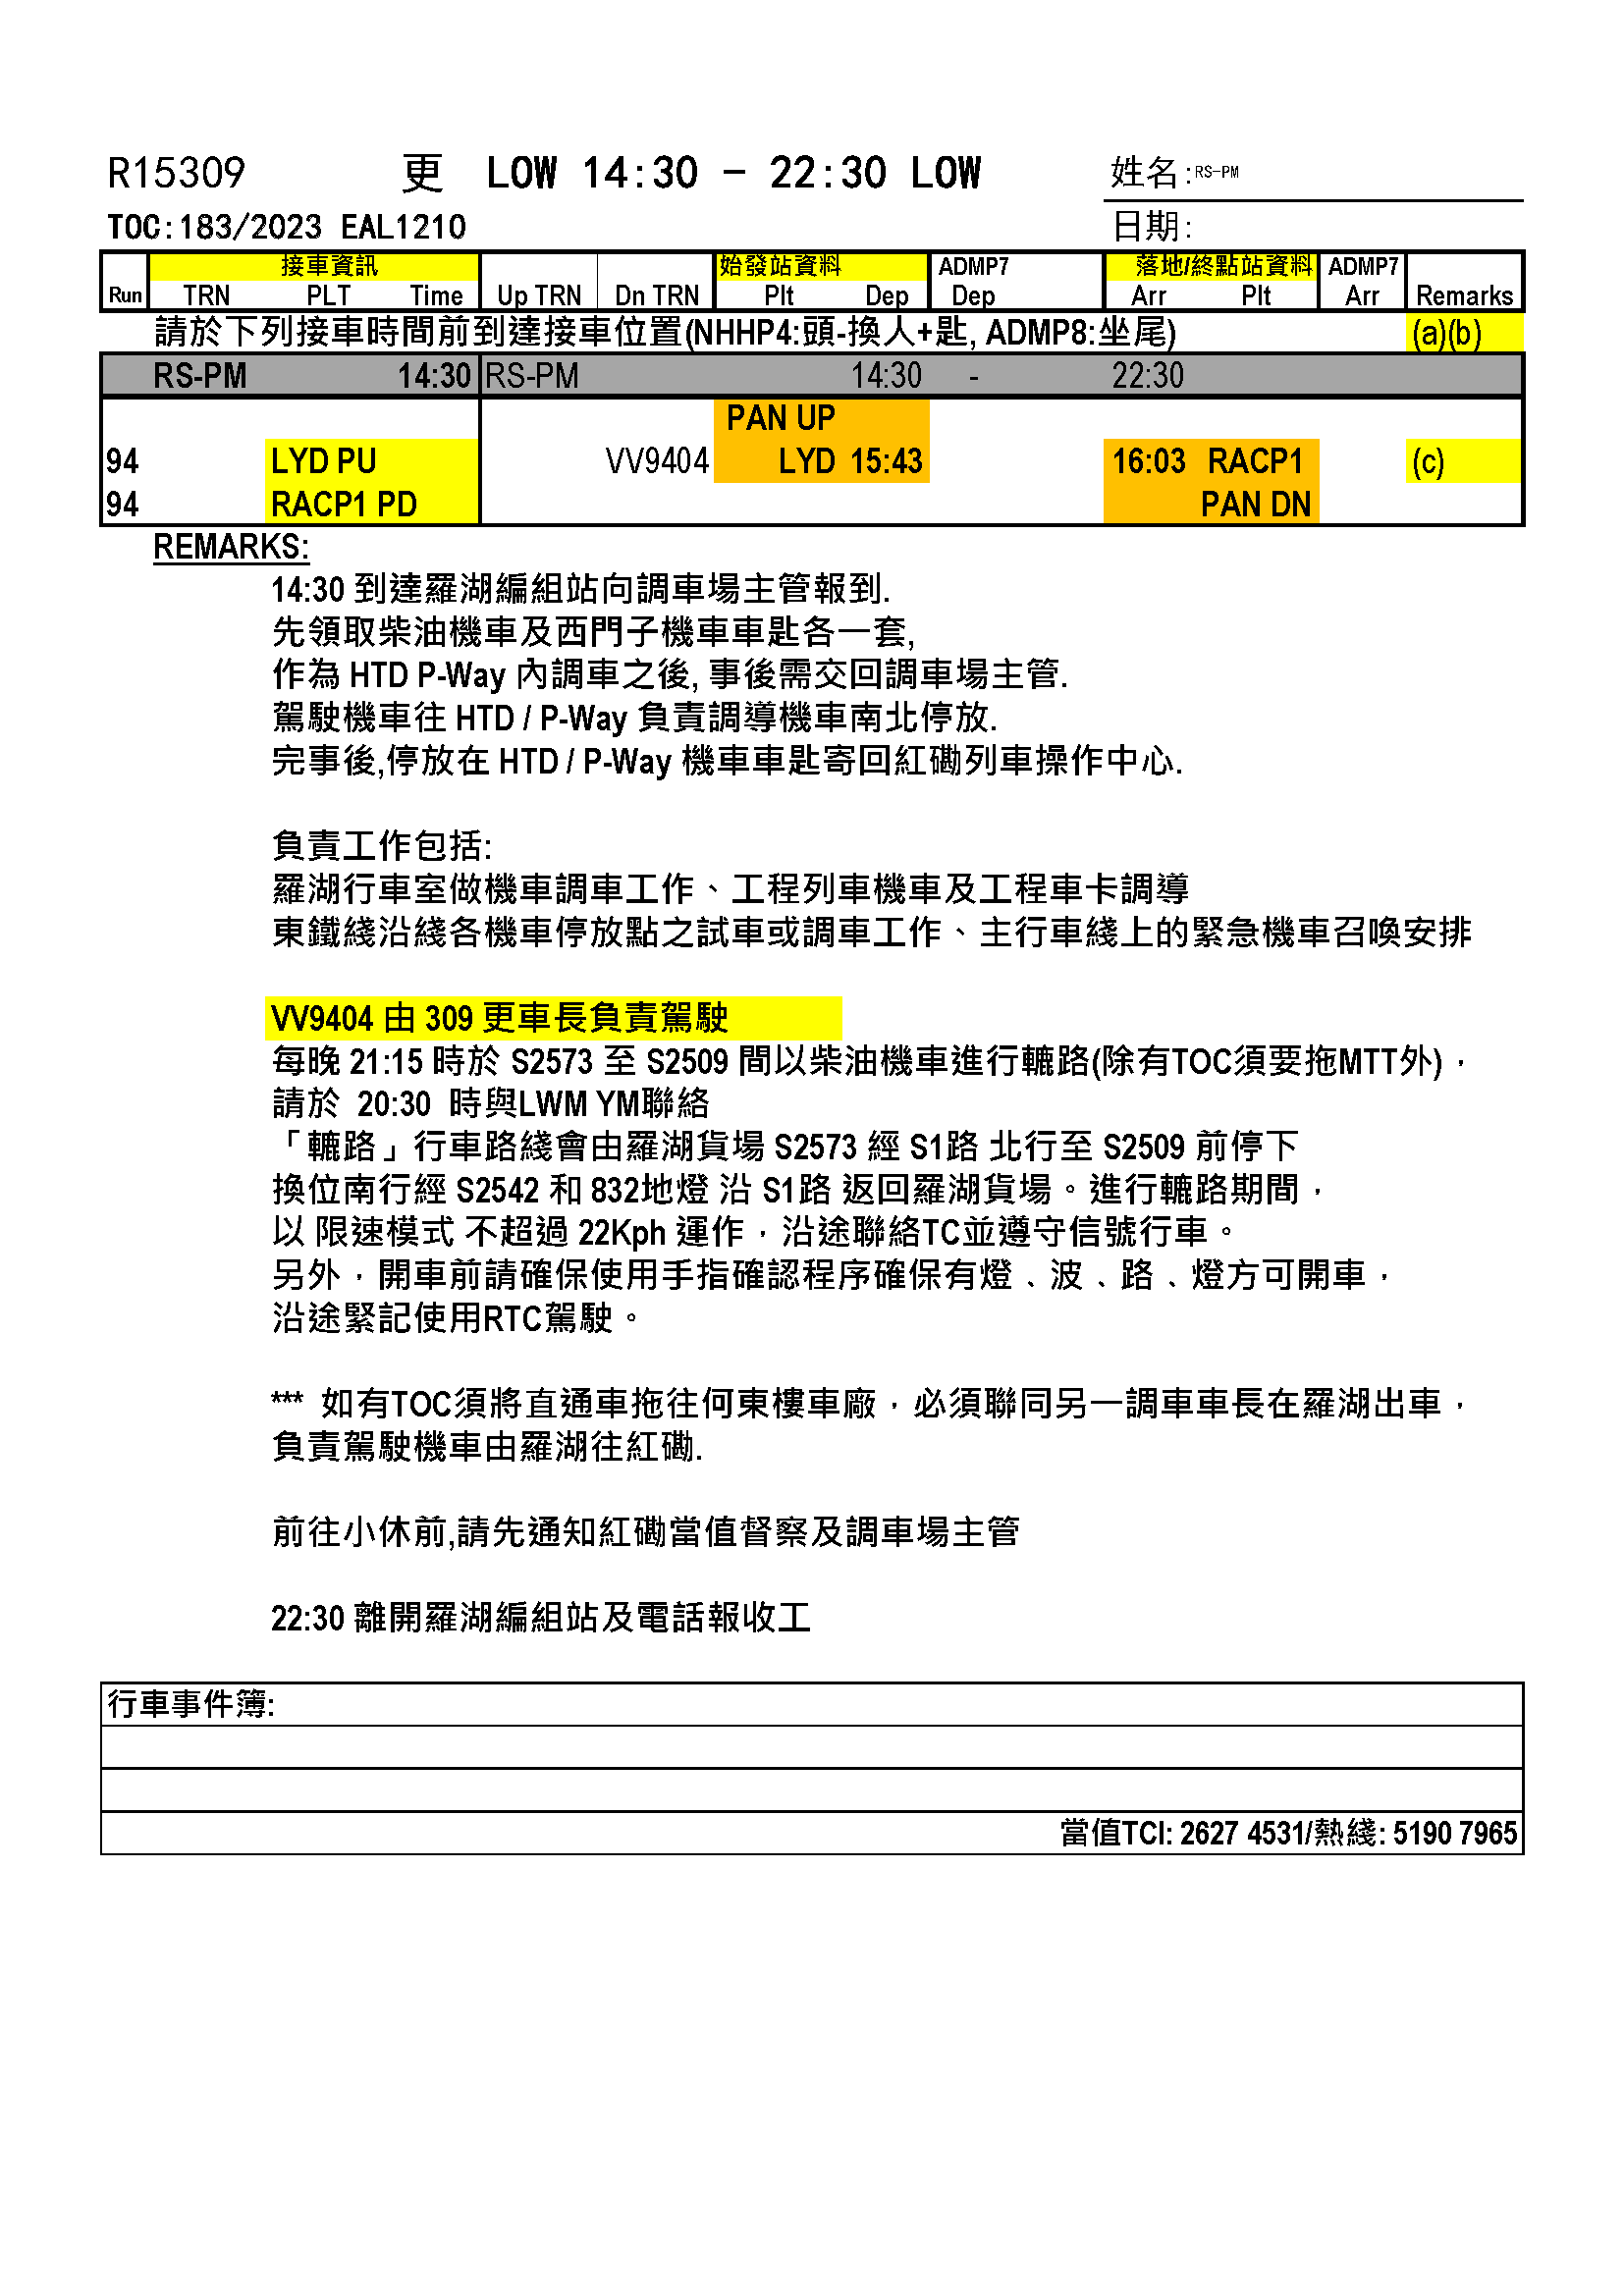 R15309 更 LOW 14:30 - 22:30 LOW 姓名:RS-PM
TOC:183/2023 EAL1210 日期:
接車資訊 始發站資料 ADMP7 落地/終點站資料 ADMP7
Run TRN PLT Time Up TRN Dn TRN Plt Dep Dep Arr Plt Arr Remarks
請於下列接車時間前到達接車位置(NHHP4:頭-換人+匙, ADMP8:坐尾) (a)(b)
RS-PM 14:30 RS-PM 14:30 - 22:30
PAN UP
94 LYD PU VV9404 LYD 15:43 16:03 RACP1 (c)
94 RACP1 PD PAN DN
REMARKS:
14:30 到達羅湖編組站向調車場主管報到.
先領取柴油機車及西門子機車車匙各一套,
作為 HTD P-Way 內調車之後, 事後需交回調車場主管.
駕駛機車往 HTD / P-Way 負責調導機車南北停放.
完事後,停放在 HTD / P-Way 機車車匙寄回紅磡列車操作中心.
負責工作包括:
羅湖行車室做機車調車工作、工程列車機車及工程車卡調導
東鐵綫沿綫各機車停放點之試車或調車工作、主行車綫上的緊急機車召喚安排
VV9404 由 309 更車長負責駕駛
每晚 21:15 時於 S2573 至 S2509 間以柴油機車進行轆路(除有TOC須要拖MTT外)，
請於 20:30 時與LWM YM聯絡
「轆路」行車路綫會由羅湖貨場 S2573 經 S1路 北行至 S2509 前停下
換位南行經 S2542 和 832地燈 沿 S1路 返回羅湖貨場。進行轆路期間，
以 限速模式 不超過 22Kph 運作，沿途聯絡TC並遵守信號行車。
另外，開車前請確保使用手指確認程序確保有燈﹑波﹑路﹑燈方可開車，
沿途緊記使用RTC駕駛。
*** 如有TOC須將直通車拖往何東樓車廠，必須聯同另一調車車長在羅湖出車，
負責駕駛機車由羅湖往紅磡.
前往小休前,請先通知紅磡當值督察及調車場主管
22:30 離開羅湖編組站及電話報收工
行車事件簿:
當值TCI: 2627 4531/熱綫: 5190 7965